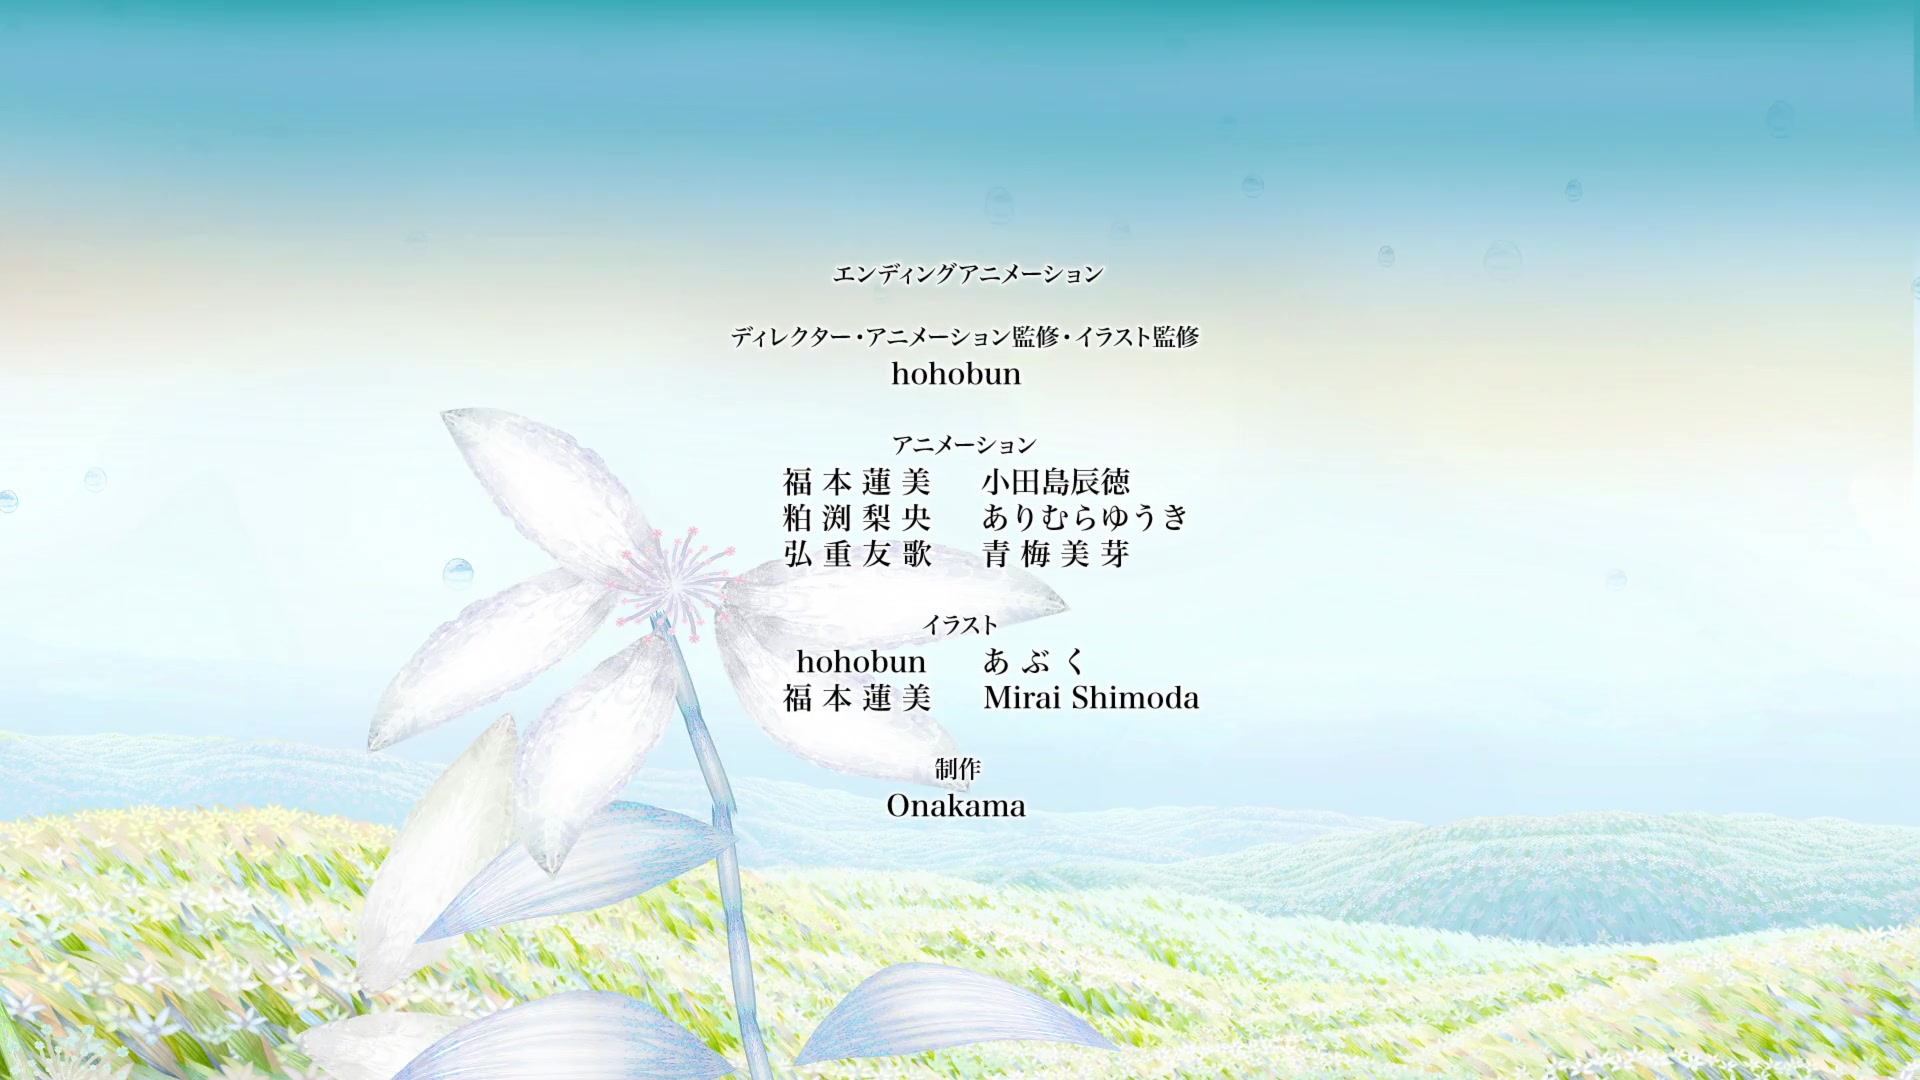 エンディングアニメーション
ディレクター・アニメーション監修・イラスト監修
hohobun
アニメーション
福本蓮美 小田島辰徳
粕渕梨央 ありむらゆうき
弘重友歌 青梅美芽
イラスト
hohobun あぶく
福本蓮美 Mirai Shimoda
制作
Onakama